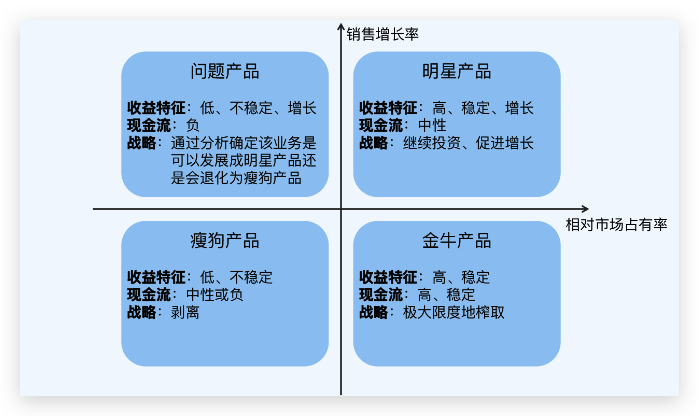 销售增长率
问题产品
收益特征：低、不稳定、增长
现金流：负
战略：通过分析确定该业务是
可以发展成明星产品还
是会退化为瘦狗产品
明星产品
收益特征：高、稳定、增长
现金流：中性
战略：继续投资、促进增长
相对市场占有率
瘦狗产品
收益特征：低、不稳定
现金流：中性或负
战略：剥离
金牛产品
收益特征：高、稳定
现金流：高、稳定
战略：极大限度地榨取